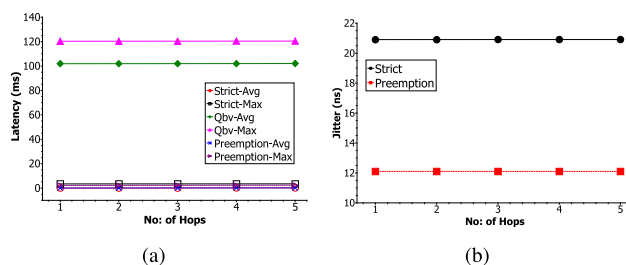 140
120
100
80
60
40
20
0
Latency (ms)
1 2 3 4 5
No: of Hops
Strict-Avg
Strict-Max
Qbv-Avg
Qbv-Max
Preemption-Avg
Preemption-Max
(a)
22
20
18
16
14
12
10
Jitter (ns)
1 2 3 4 5
No: of Hops
Strict
Preemption
(b)